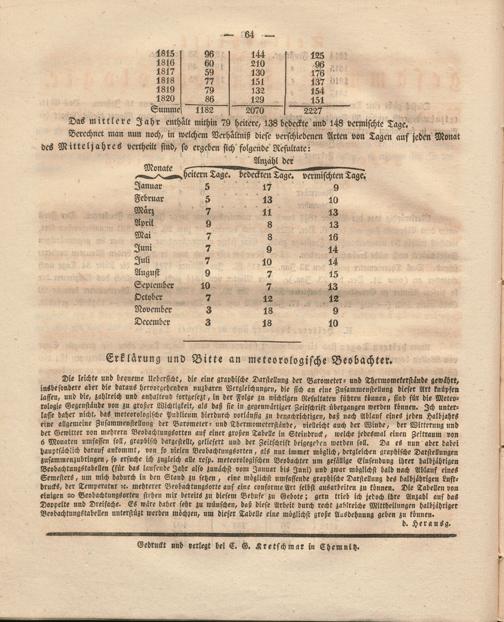 — 64 —
1815 96 144 125
1816 60 210 96
1817 59 130 176
1818 77 151 137
1819 79 132 154
1820 86 129 151
Summe 1182 2070 2227
Das mittlere Jahr enthält mithin 79 heitere, 138 bedeckte und 148 vermischte Tage.
Berechnet man nun noch, in welchem Verhältniß diese verschiedenen Arten von Tagen auf jeden Monat
des Mitteljahres vertheilt sind, so ergeben sich folgende Resultate:
Anzahl der
Monate heitern Tage. bedeckten Tage. vermischten Tage.
Januar 5 17 9
Februar 5 13 10
März 7 11 13
April 9 8 13
Mai 7 8 16
Juni 7 9 14
Juli 7 10 14
August 9 7 15
September 10 7 13
October 7 12 12
November 3 18 9
December 3 18 10
Erklärung und Bitte an meteorologische Beobachter.
Die leichte und bequeme Uebersicht, die eine graphische Darstellung der Barometer- und Thermometerstände gewährt,
insbesondere aber die daraus hervorgehenden nutzbaren Vergleichungen, die sich an eine Zusammenstellung dieser Art knüpfen
lassen, und die, zahlreich und anhaltend fortgesetzt, in der Folge zu wichtigen Resultaten führen können, sind für die Meteoro-
logie Gegenstände von zu großer Wichtigkeit, als daß sie in gegenwärtiger Zeitschrift übergangen werden können. Ich unter-
lasse daher nicht, das meteorologische Publikum hierdurch vorläufig zu benachrichtigen, daß nach Ablauf eines jeden halben Jahres
eine allgemeine Zusammenstellung der Barometer- und Thermometerstände, vielleicht auch der Winde, der Witterung und
der Gewitter von mehrern Beobachtungsorten auf einer großen Tabelle in Steindruck, welche jedesmal einen Zeitraum von
6 Monaten umfassen soll, graphisch dargestellt, geliefert und der Zeitschrift beigegeben werden soll. Da es nun aber dabei
hauptsächlich darauf ankommt, von so vielen Beobachtungsorten, als nur immer möglich, dergleichen graphische Darstellungen
zusammenzubringen, so ersuche ich zugleich alle resp. meteorologischen Beobachter um gefällige Einsendung ihrer halbjährigen
Beobachtungstabellen (für das laufende Jahr also zunächst vom Januar bis Juni) und zwar möglichst bald nach Ablauf eines
Semesters, um mich dadurch in den Stand zu setzen, eine möglichst umfassende graphische Darstellung des halbjährigen Luft-
drucks, der Temperatur ꝛc. mehrerer Beobachtungsorte auf eine conforme Art selbst ausarbeiten zu können. Die Tabellen von
einigen 20 Beobachtungsorten stehen mir bereits zu diesem Behufe zu Gebote; gern trieb ich jedoch ihre Anzahl auf das
Doppelte und Dreifache. Es wäre daher sehr zu wünschen, daß diese Arbeit durch recht zahlreiche Mittheilungen halbjähriger
Beobachtungstabellen unterstützt werden möchten, um dieser Tabelle eine möglichst große Ausdehnung geben zu können.
d. Herausg.
Gedruckt und verlegt bei C. G. Kretschmar in Chemnitz.